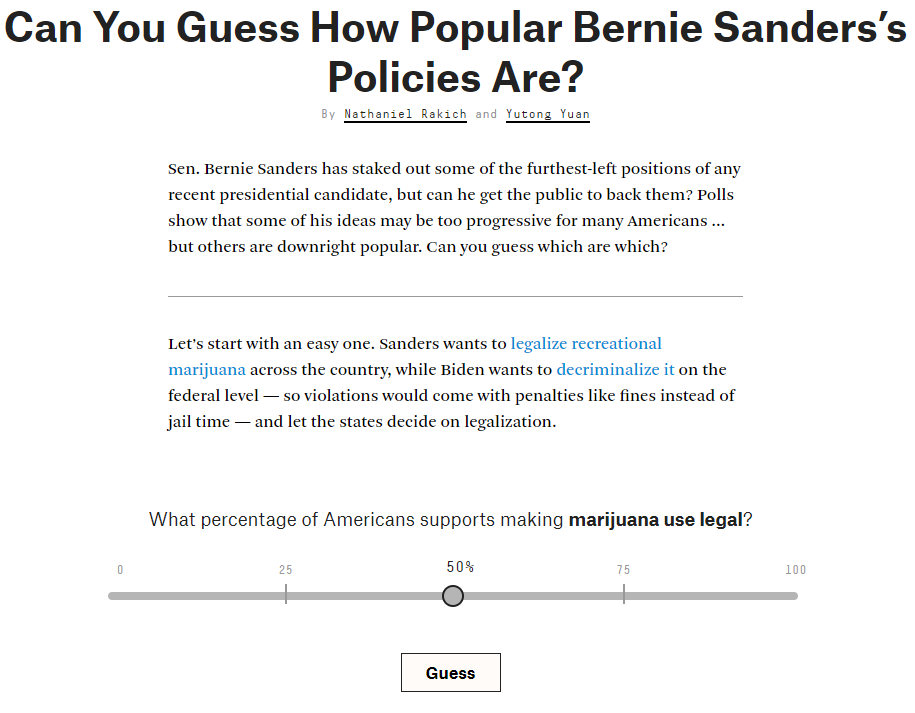 Can You Guess How Popular Bernie Sanders’s
Policies Are?
By Nathaniel Rakich and Yutong Yuan
Sen. Bernie Sanders has staked out some of the furthest-left positions of any
recent presidential candidate, but can he get the public to back them? Polls
show that some of his ideas may be too progressive for many Americans …
but others are downright popular. Can you guess which are which?
Let’s start with an easy one. Sanders wants to legalize recreational
marijuana across the country, while Biden wants to decriminalize it on the
federal level — so violations would come with penalties like fines instead of
jail time — and let the states decide on legalization.
What percentage of Americans supports making marijuana use legal?
0 25 50% 75 100
Guess